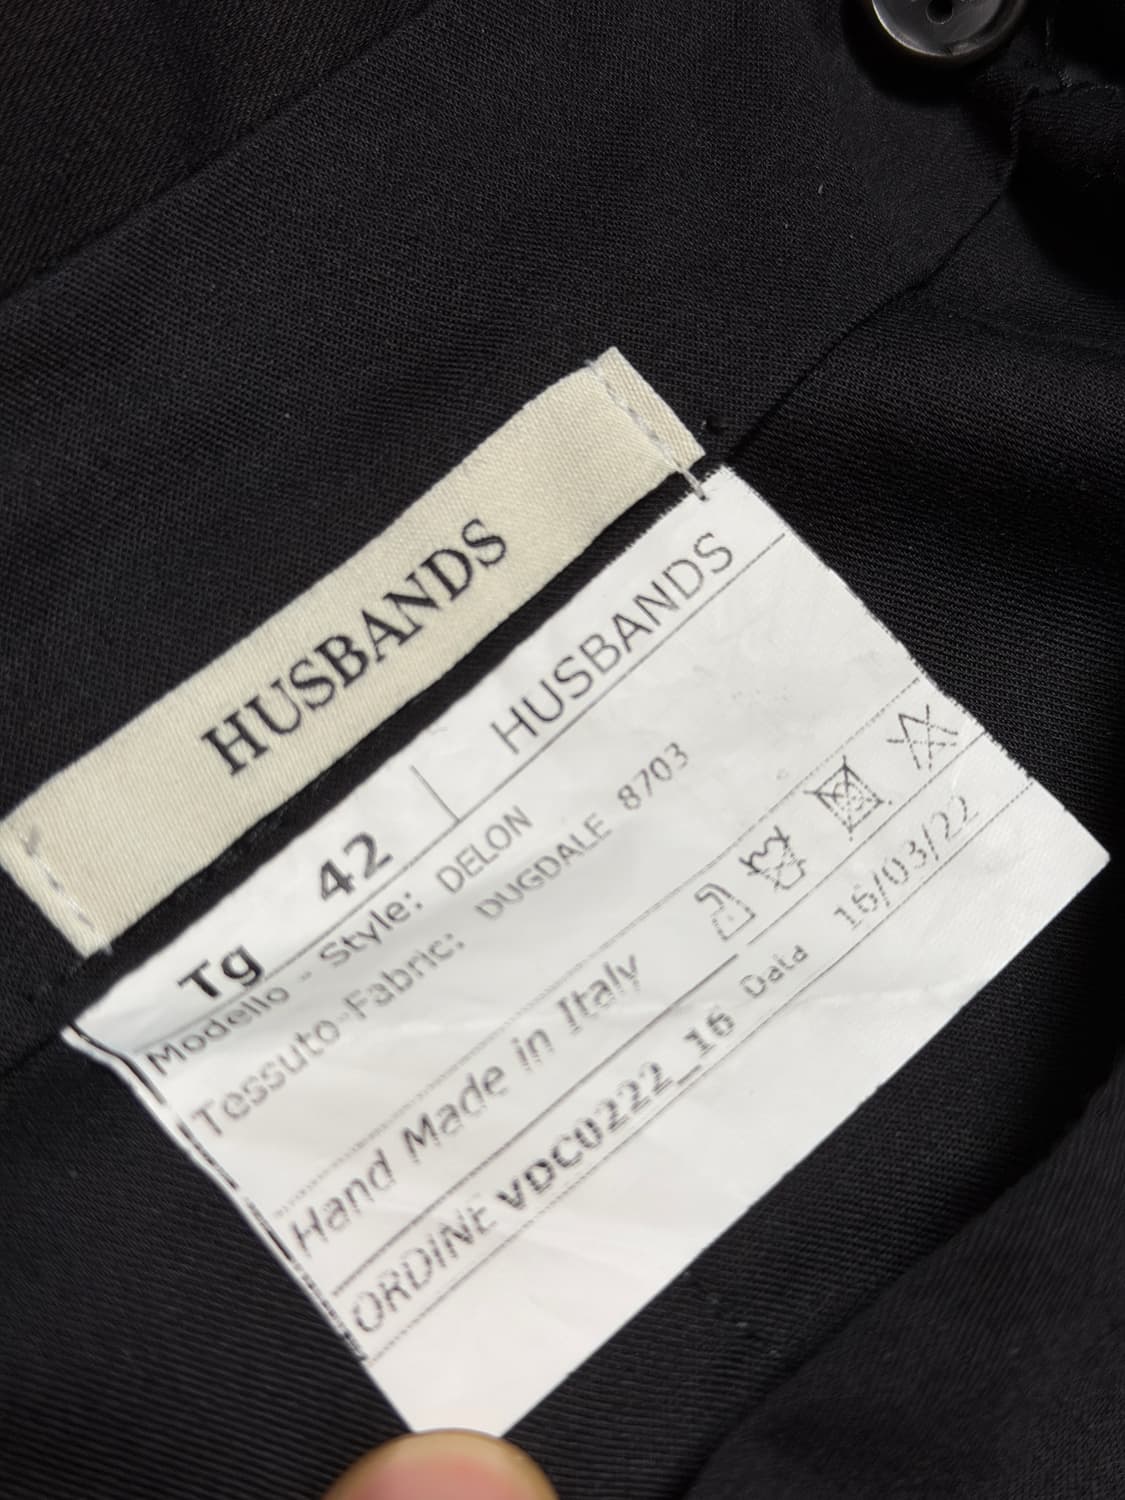 HUSBANDS
Tg 42 HUSBANDS
Modello - Style: DELON
Tessuto-Fabric: DUGDALE 8703
Hand Made in Italy
ORDINE VDC0222_16 Data 16/03/22